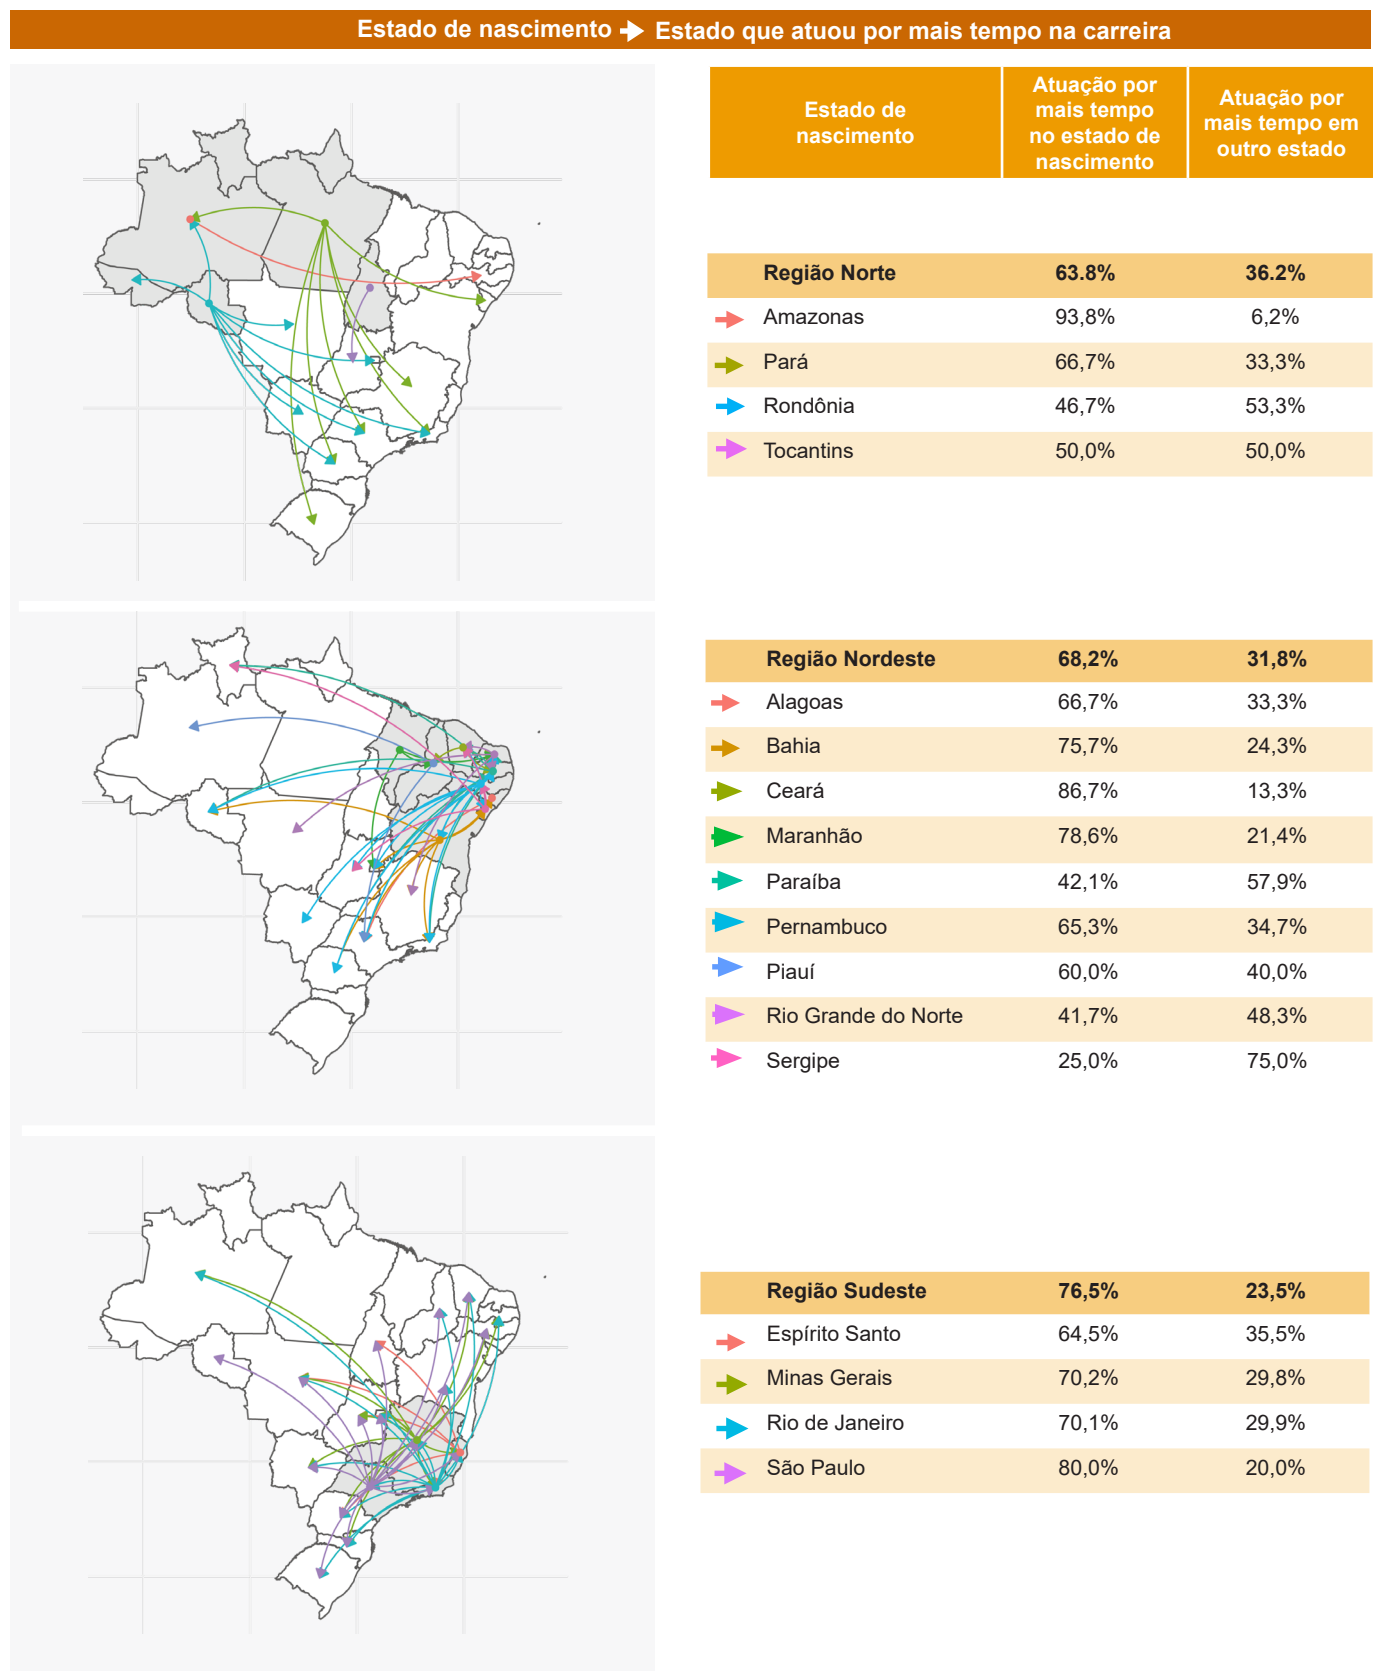 Estado de nascimento Estado que atuou por mais tempo na carreira
Estado de
nascimento
Atuação por
mais tempo
no estado de
nascimento
Atuação por
mais tempo em
outro estado
Região Norte 63.8% 36.2%
Amazonas 93,8% 6,2%
Pará 66,7% 33,3%
Rondônia 46,7% 53,3%
Tocantins 50,0% 50,0%
Região Nordeste 68,2% 31,8%
Alagoas 66,7% 33,3%
Bahia 75,7% 24,3%
Ceará 86,7% 13,3%
Maranhão 78,6% 21,4%
Paraíba 42,1% 57,9%
Pernambuco 65,3% 34,7%
Piauí 60,0% 40,0%
Rio Grande do Norte 41,7% 48,3%
Sergipe 25,0% 75,0%
Região Sudeste 76,5% 23,5%
Espírito Santo 64,5% 35,5%
Minas Gerais 70,2% 29,8%
Rio de Janeiro 70,1% 29,9%
São Paulo 80,0% 20,0%